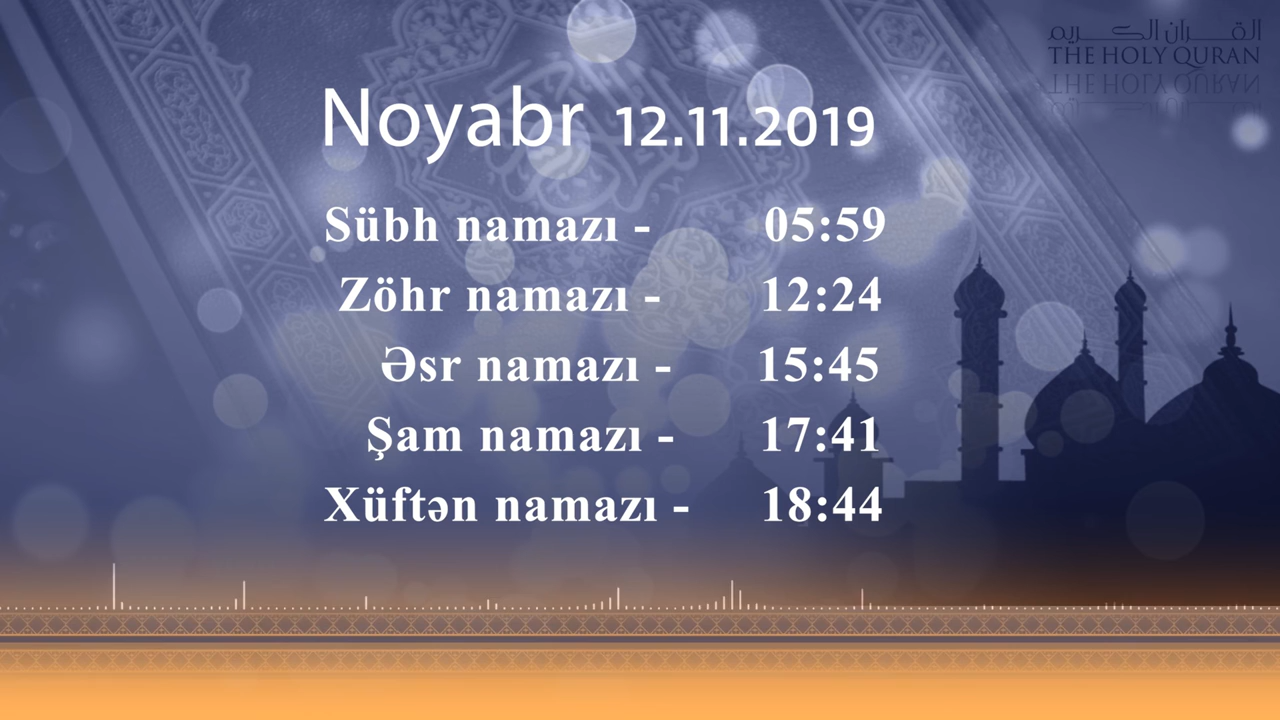 القرآن الكريم
THE HOLY QURAN
Noyabr 12.11.2019
Sübh namazı - 05:59
Zöhr namazı - 12:24
Əsr namazı - 15:45
Şam namazı - 17:41
Xüftən namazı - 18:44